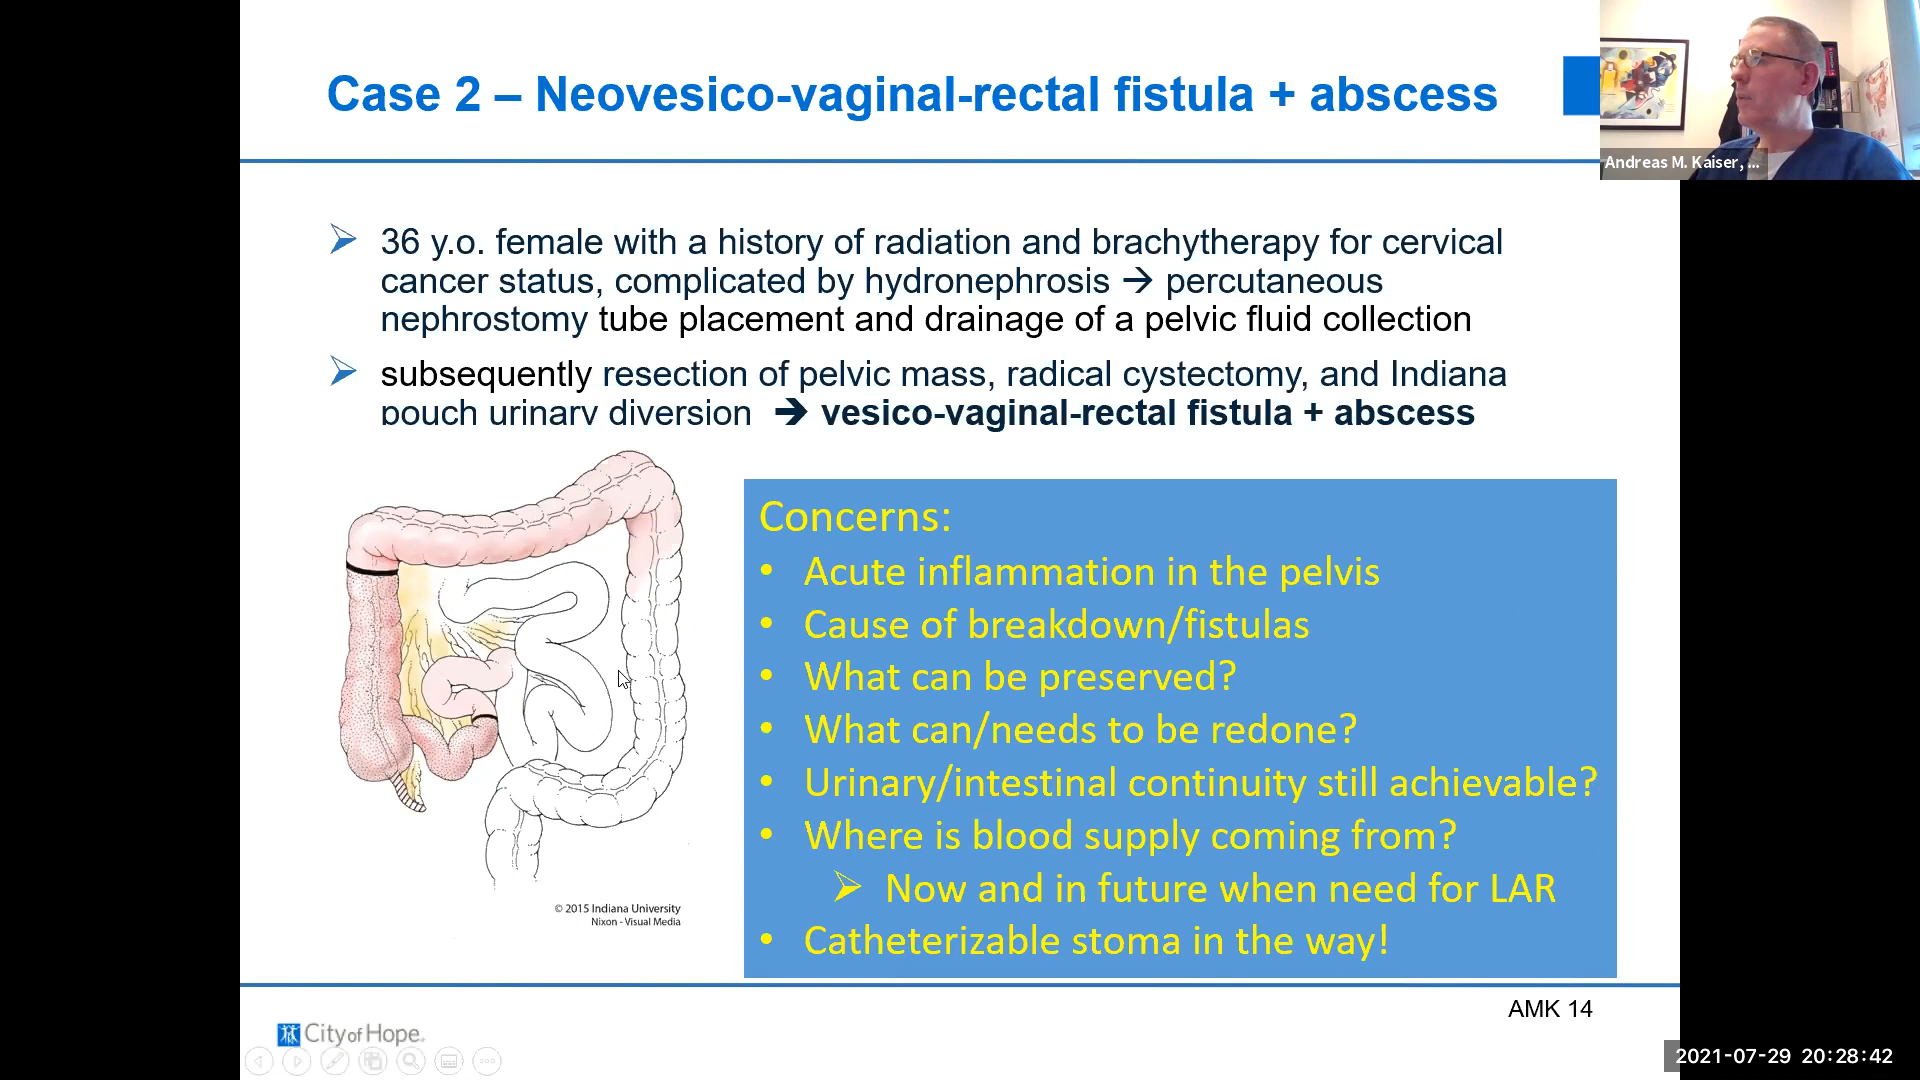 Case 2 – Neovesico-vaginal-rectal fistula + abscess
Andreas M. Kaiser, ...
36 y.o. female with a history of radiation and brachytherapy for cervical
cancer status, complicated by hydronephrosis → percutaneous
nephrostomy tube placement and drainage of a pelvic fluid collection
subsequently resection of pelvic mass, radical cystectomy, and Indiana
pouch urinary diversion → vesico-vaginal-rectal fistula + abscess
Concerns:
• Acute inflammation in the pelvis
• Cause of breakdown/fistulas
• What can be preserved?
• What can/needs to be redone?
• Urinary/intestinal continuity still achievable?
• Where is blood supply coming from?
Now and in future when need for LAR
• Catheterizable stoma in the way!
© 2015 Indiana University
Nixon - Visual Media
AMK 14
City of Hope
2021-07-29 20:28:42